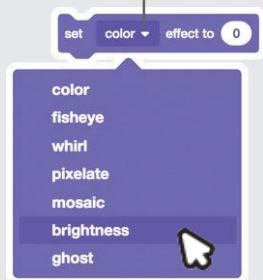 set color effect to 0
color
fisheye
whirl
pixelate
mosaic
brightness
ghost